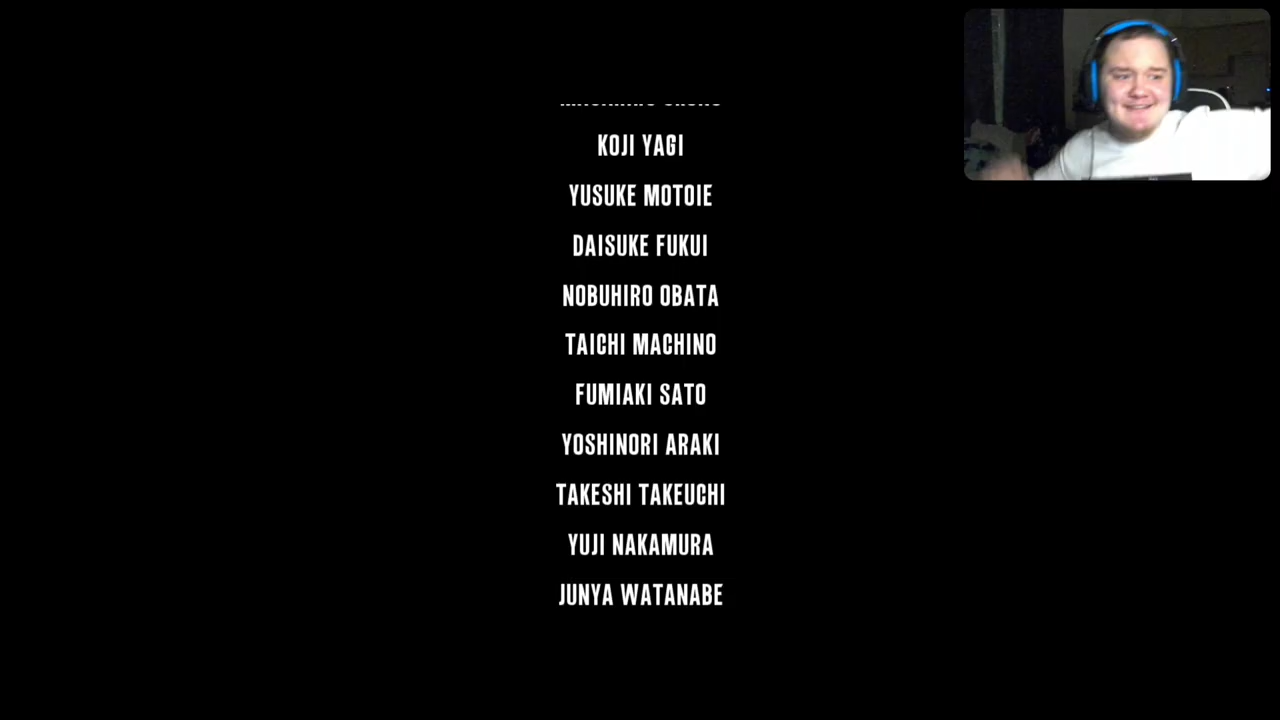 KOJI YAGI
YUSUKE MOTOIE
DAISUKE FUKUI
NOBUHIRO OBATA
TAICHI MACHINO
FUMIAKI SATO
YOSHINORI ARAKI
TAKESHI TAKEUCHI
YUJI NAKAMURA
JUNYA WATANABE